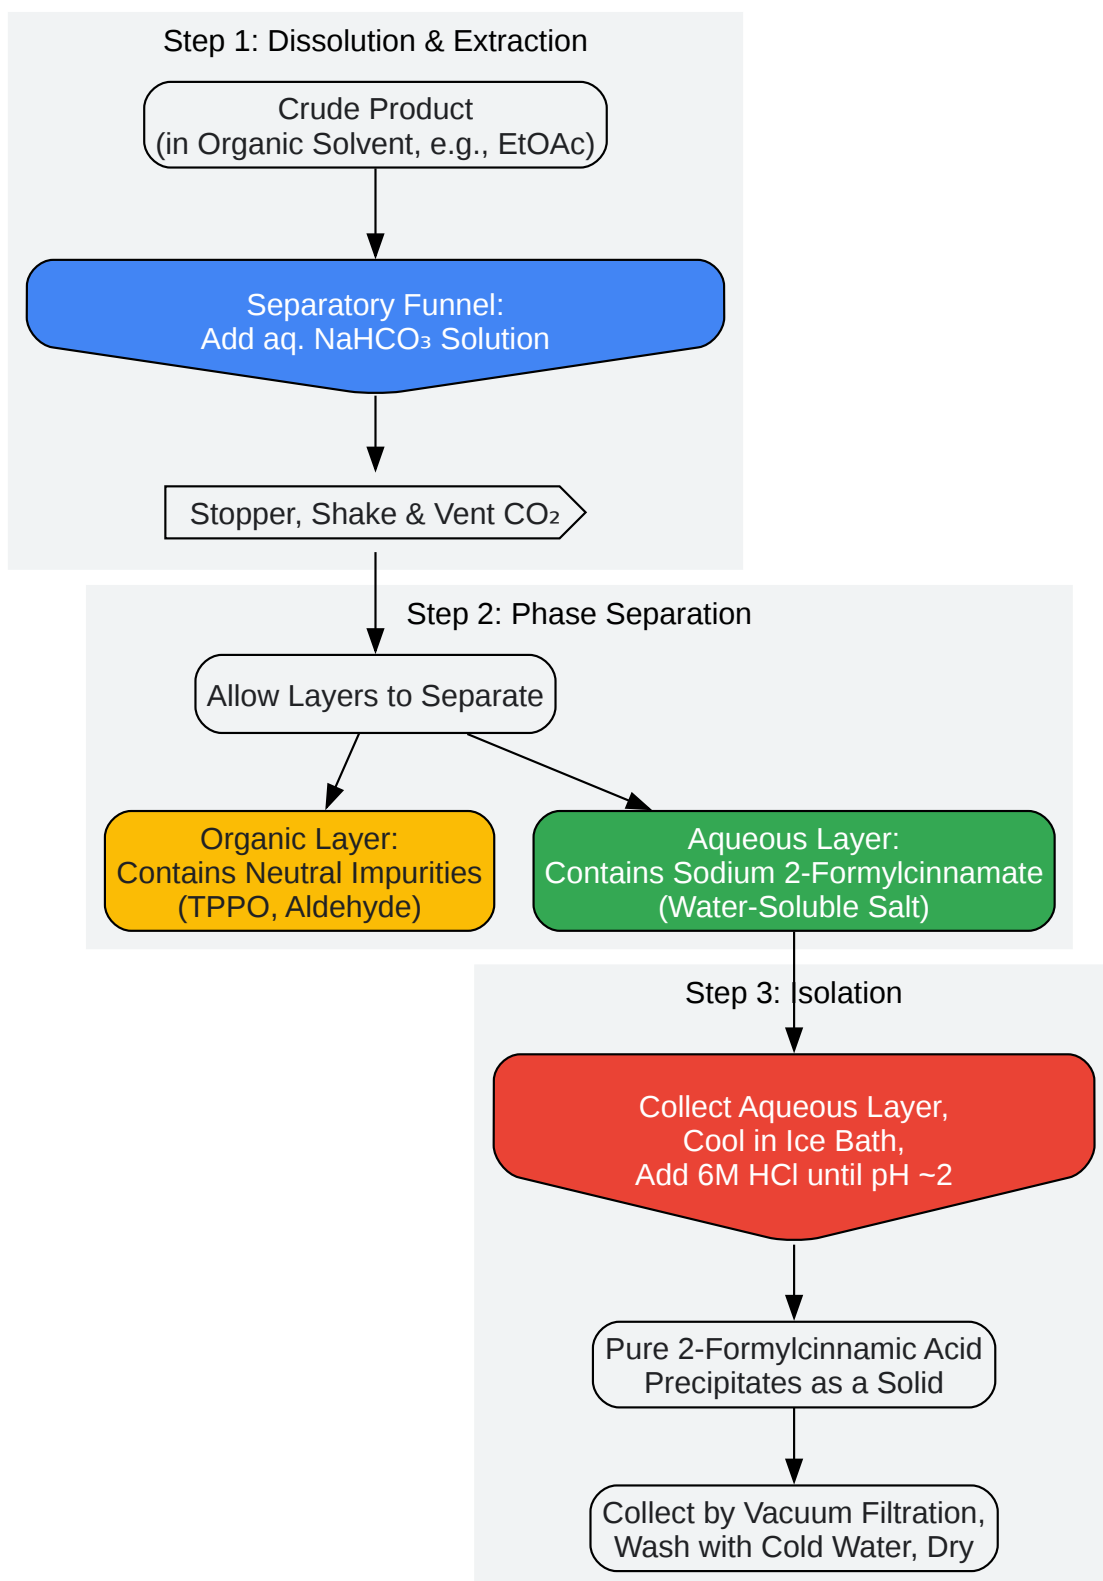 Step 1: Dissolution & Extraction
Crude Product
(in Organic Solvent, e.g., EtOAc)
Separatory Funnel:
Add aq. NaHCO₃ Solution
Stopper, Shake & Vent CO₂
Step 2: Phase Separation
Allow Layers to Separate
Organic Layer:
Contains Neutral Impurities
(TPPO, Aldehyde)
Aqueous Layer:
Contains Sodium 2-Formylcinnamate
(Water-Soluble Salt)
Step 3: Isolation
Collect Aqueous Layer,
Cool in Ice Bath,
Add 6M HCl until pH ~2
Pure 2-Formylcinnamic Acid
Precipitates as a Solid
Collect by Vacuum Filtration,
Wash with Cold Water, Dry